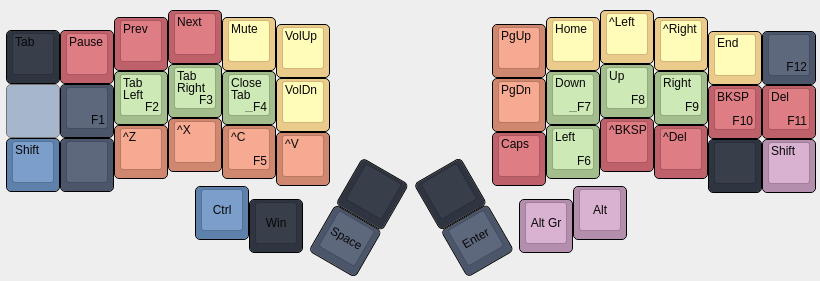 Tab
Pause
Prev
Next
Mute
VolUp
PgUp
Home
^Left
^Right
End
F12
F1
Tab
Left
F2
Tab
Right
F3
Close
Tab
_F4
VolDn
PgDn
Down
_F7
Up
F8
Right
F9
BKSP
F10
Del
F11
Shift
^Z
^X
^C
F5
^V
Caps
Left
F6
^BKSP
^Del
Shift
Ctrl
Win
Space
Enter
Alt Gr
Alt